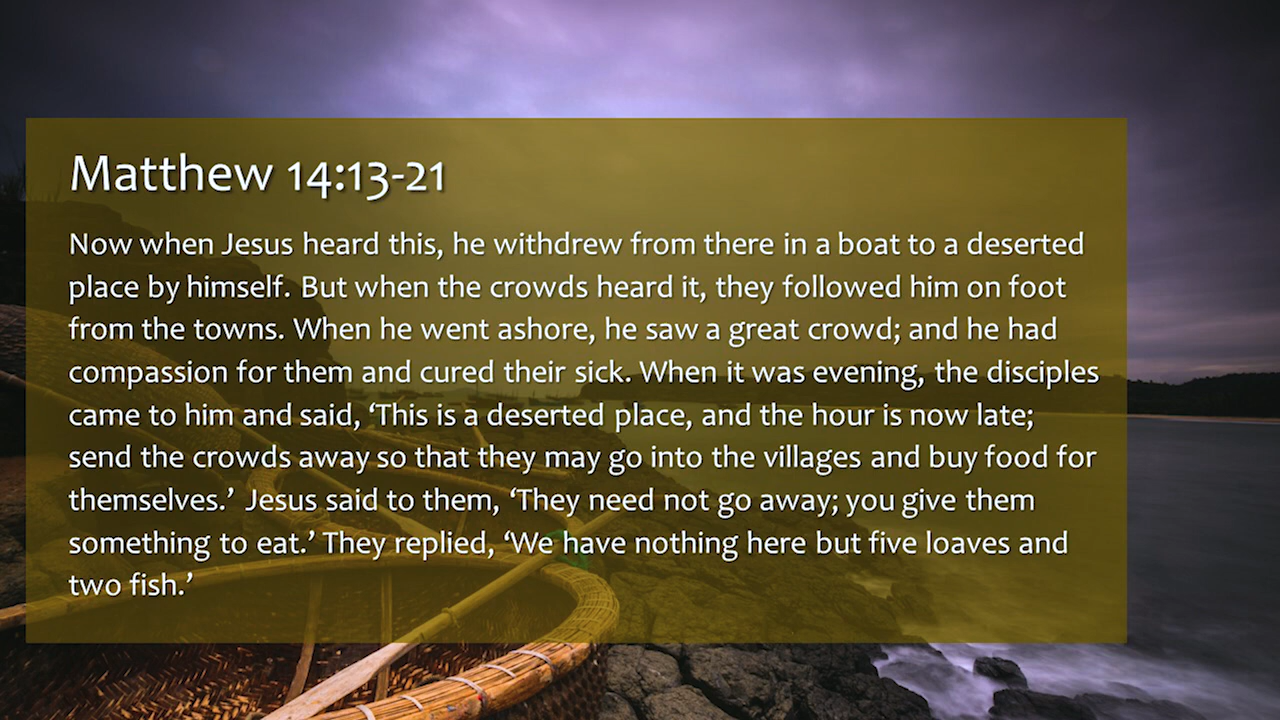 Matthew 14:13-21
Now when Jesus heard this, he withdrew from there in a boat to a deserted
place by himself. But when the crowds heard it, they followed him on foot
from the towns. When he went ashore, he saw a great crowd; and he had
compassion for them and cured their sick. When it was evening, the disciples
came to him and said, ‘This is a deserted place, and the hour is now late;
send the crowds away so that they may go into the villages and buy food for
themselves.’ Jesus said to them, ‘They need not go away; you give them
something to eat.’ They replied, ‘We have nothing here but five loaves and
two fish.’